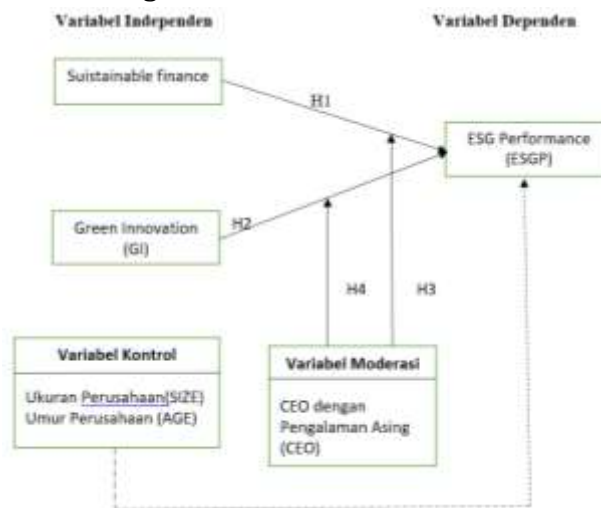 Variabel Independen
Variabel Dependen
Suistainable finance
H1
ESG Performance
(ESGP)
Green Innovation
(GI)
H2
H4
H3
Variabel Kontrol
Ukuran Perusahaan(SIZE)
Umur Perusahaan (AGE)
Variabel Moderasi
CEO dengan
Pengalaman Asing
(CEO)